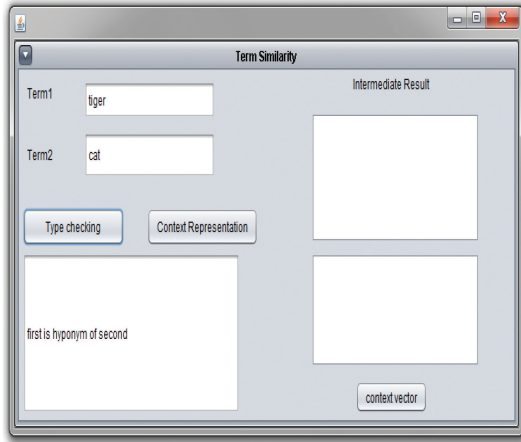 Term Similarity
Term1
tiger
Intermediate Result
Term2
cat
Type checking
Context Representation
first is hyponym of second
context vector